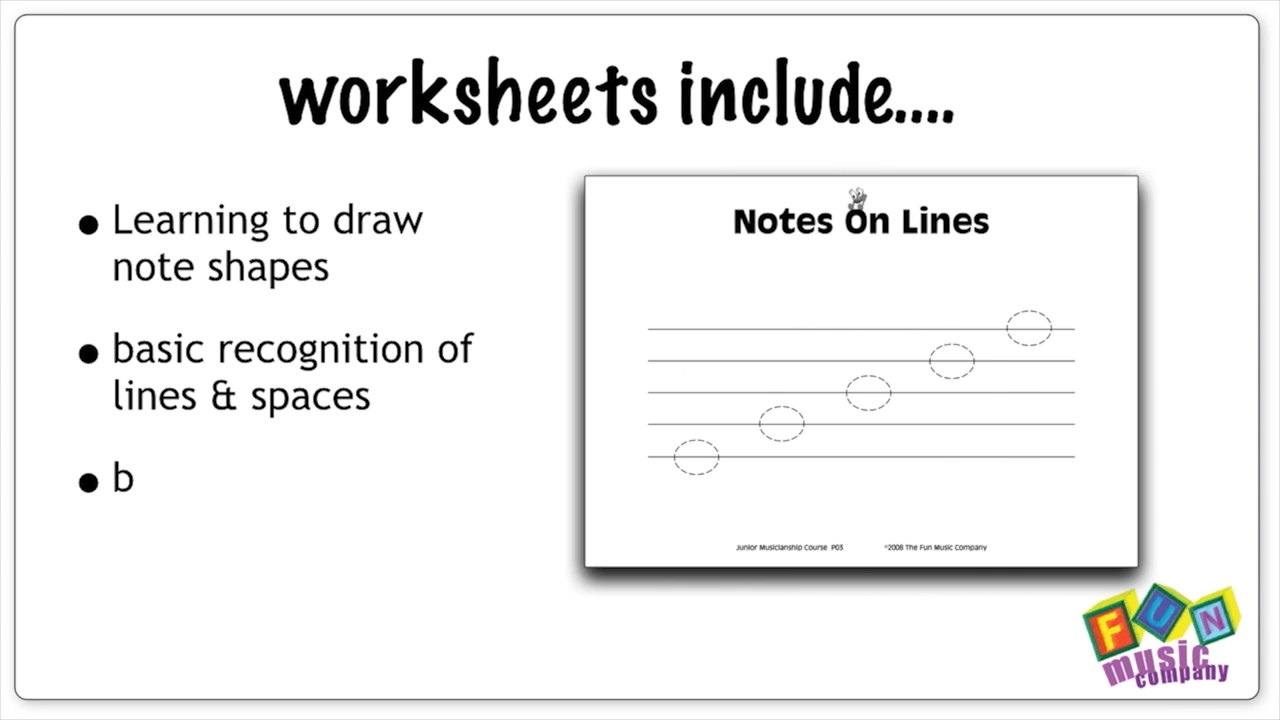 worksheets include....
Learning to draw
note shapes
basic recognition of
lines & spaces
b
Notes On Lines
Junior Musicianship Course P03
©2008 The Fun Music Company
FUN
music
company